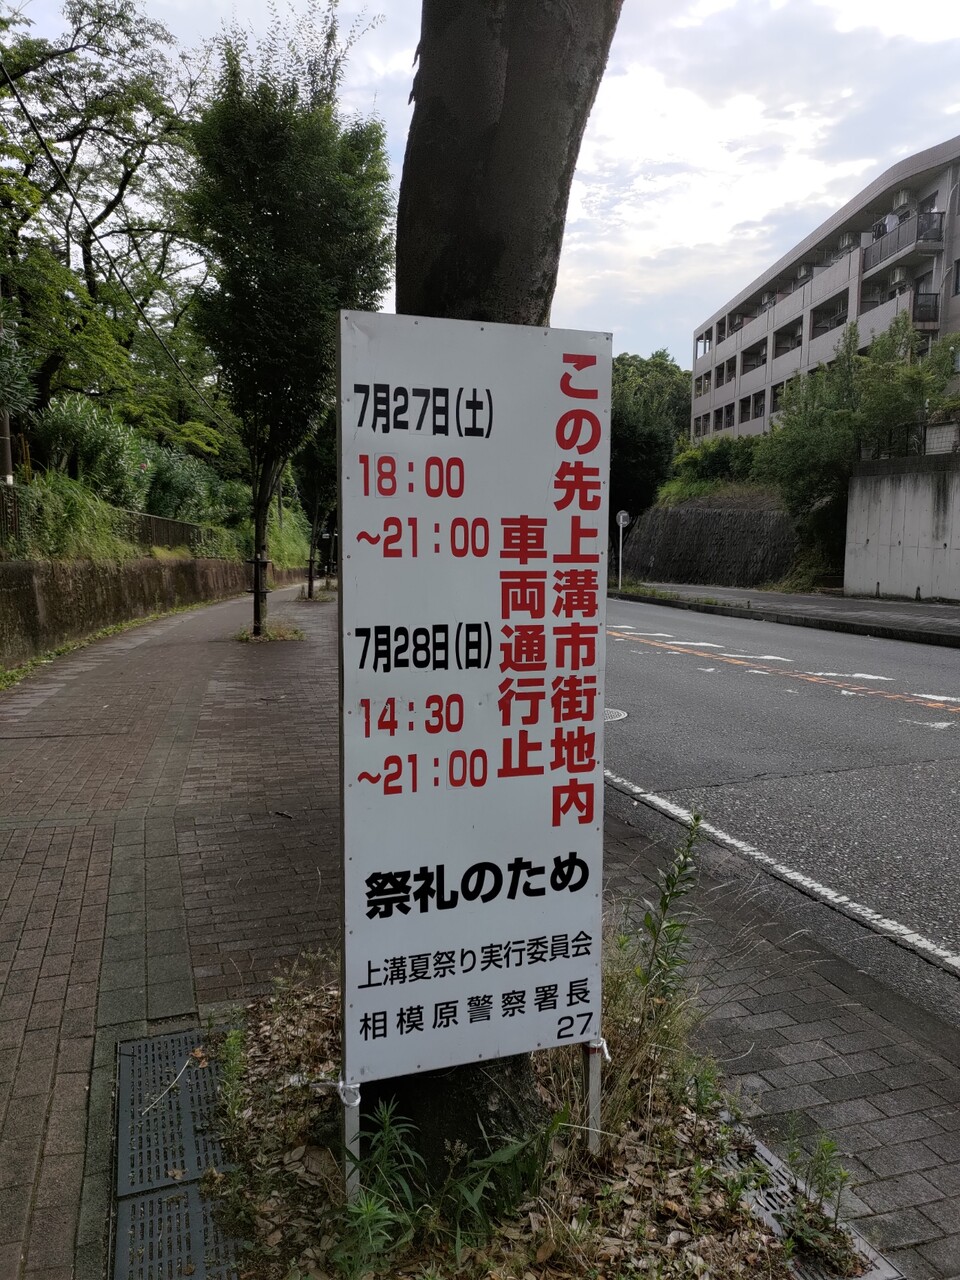 この先上溝市街地内
車両通行止
7月27日(土)
18:00
～21:00
7月28日(日)
14:30
～21:00
祭礼のため
上溝夏祭り実行委員会
相模原警察署長
27